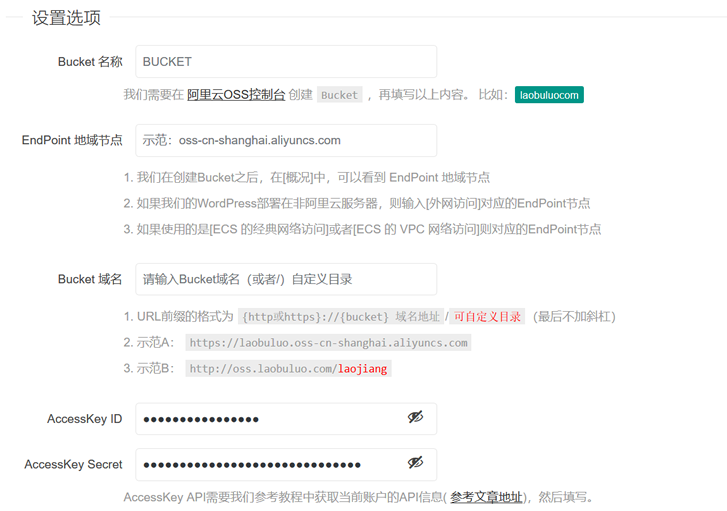 设置选项
Bucket 名称 BUCKET
我们需要在 阿里云OSS控制台 创建 Bucket ，再填写以上内容。 比如： laobuluocom
EndPoint 地域节点 示范：oss-cn-shanghai.aliyuncs.com
1. 我们在创建Bucket之后，在[概况]中，可以看到 EndPoint 地域节点
2. 如果我们的WordPress部署在非阿里云服务器，则输入[外网访问]对应的EndPoint节点
3. 如果使用的是[ECS 的经典网络访问]或者[ECS 的 VPC 网络访问]则对应的EndPoint节点
Bucket 域名 请输入Bucket域名（或者/）自定义目录
1. URL前缀的格式为 {http或https}://{bucket} 域名地址/可自定义目录 （最后不加斜杠）
2. 示范A： https://laobuluo.oss-cn-shanghai.aliyuncs.com
3. 示范B： http://oss.laobuluo.com/laojiang
AccessKey ID ●●●●●●●●●●●●●●●●
AccessKey Secret ●●●●●●●●●●●●●●●●●●●●●●●●●●●●●●
AccessKey API需要我们参考教程中获取当前账户的API信息( 参考文章地址)，然后填写。